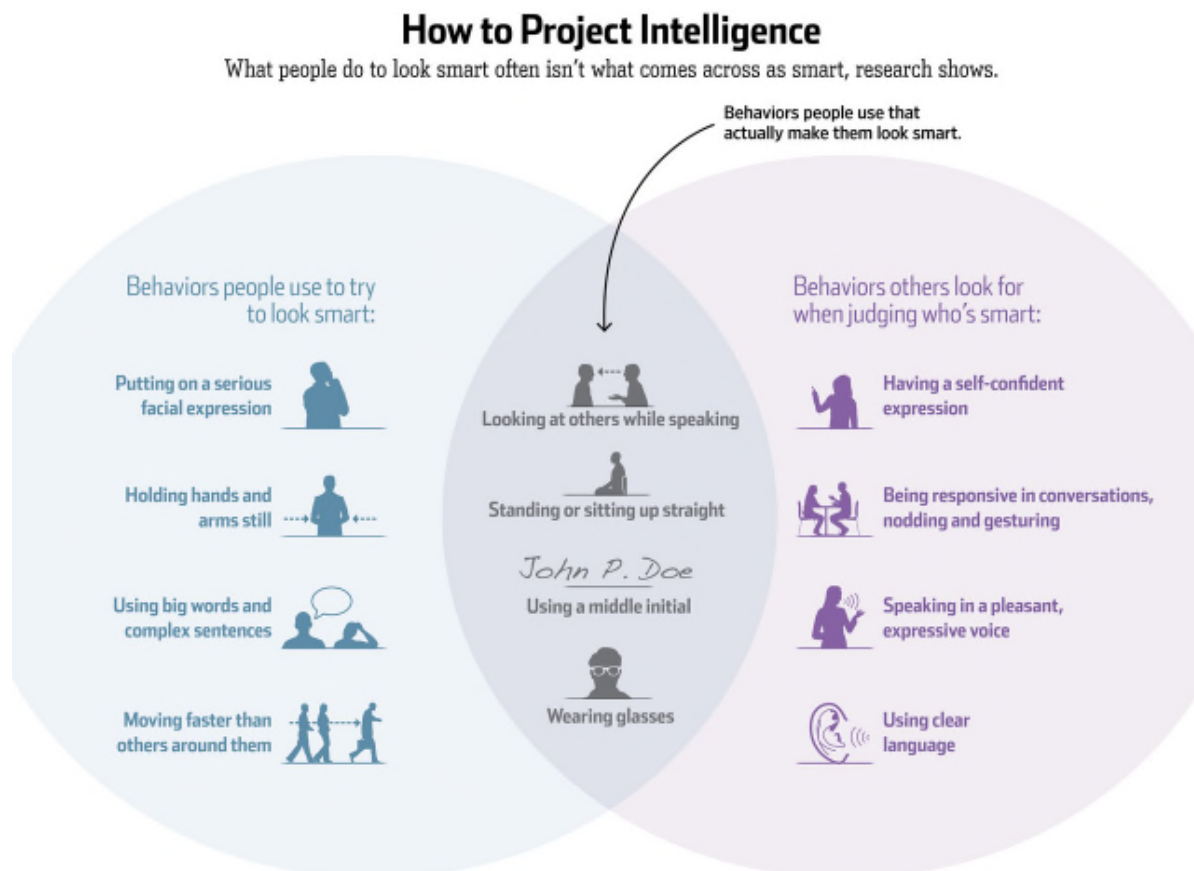 How to Project Intelligence
What people do to look smart often isn’t what comes across as smart, research shows.
Behaviors people use that
actually make them look smart.
Behaviors people use to try
to look smart:
Putting on a serious
facial expression
Holding hands and
arms still
Using big words and
complex sentences
Moving faster than
others around them
Looking at others while speaking
Standing or sitting up straight
John P. Doe
Using a middle initial
Wearing glasses
Behaviors others look for
when judging who’s smart:
Having a self-confident
expression
Being responsive in conversations,
nodding and gesturing
Speaking in a pleasant,
expressive voice
Using clear
language